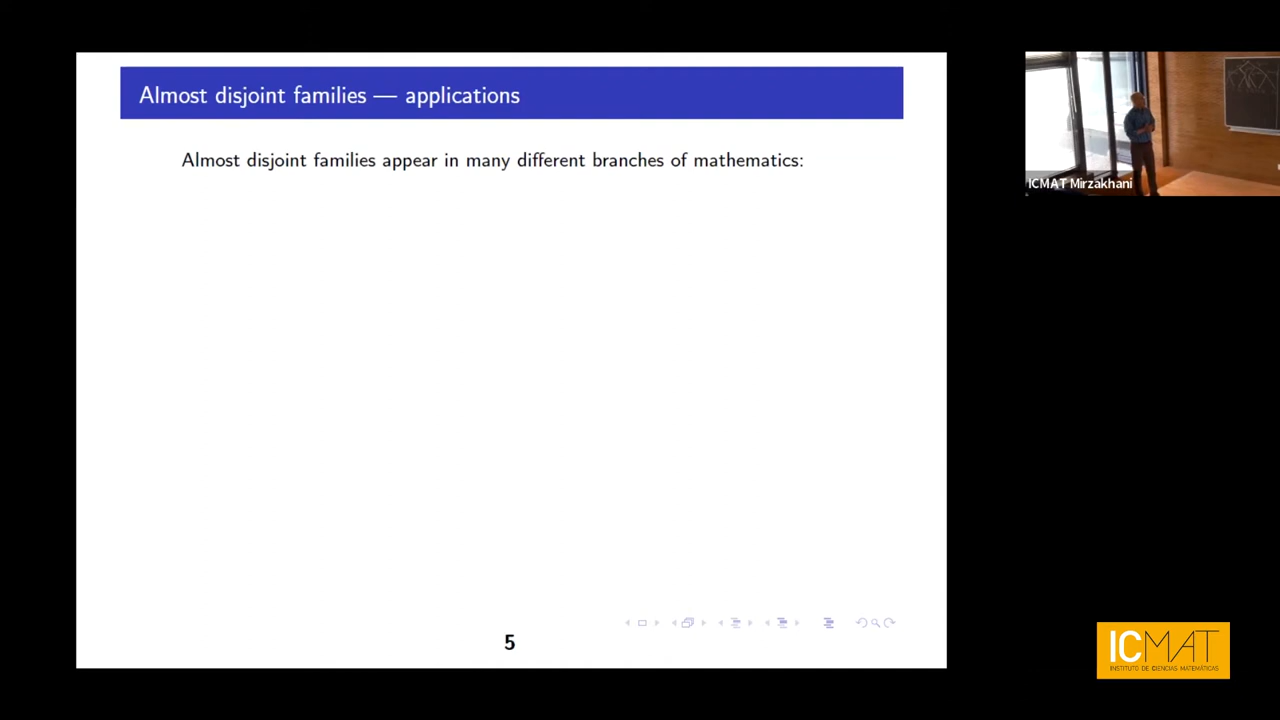 Almost disjoint families — applications
Almost disjoint families appear in many different branches of mathematics:
5
ICMAT Mirzakhani
ICMAT
INSTITUTO DE CIENCIAS MATEMÁTICAS